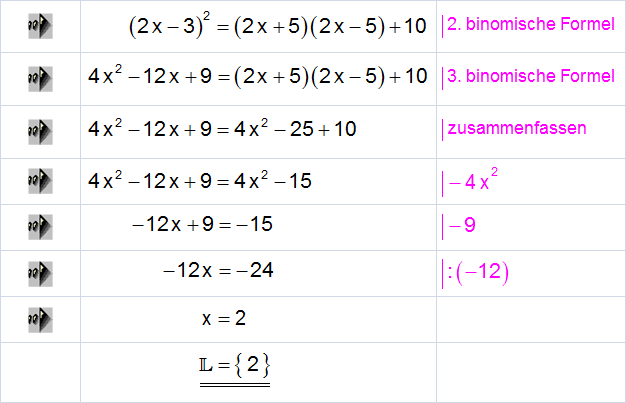 (2x – 3)² = (2x + 5)(2x – 5) + 10 | 2. binomische Formel
4x² – 12x + 9 = (2x + 5)(2x – 5) + 10 | 3. binomische Formel
4x² – 12x + 9 = 4x² – 25 + 10 | zusammenfassen
4x² – 12x + 9 = 4x² – 15 | – 4x²
–12x + 9 = –15 | – 9
–12x = –24 | : (–12)
x = 2
𝕃 = {2}